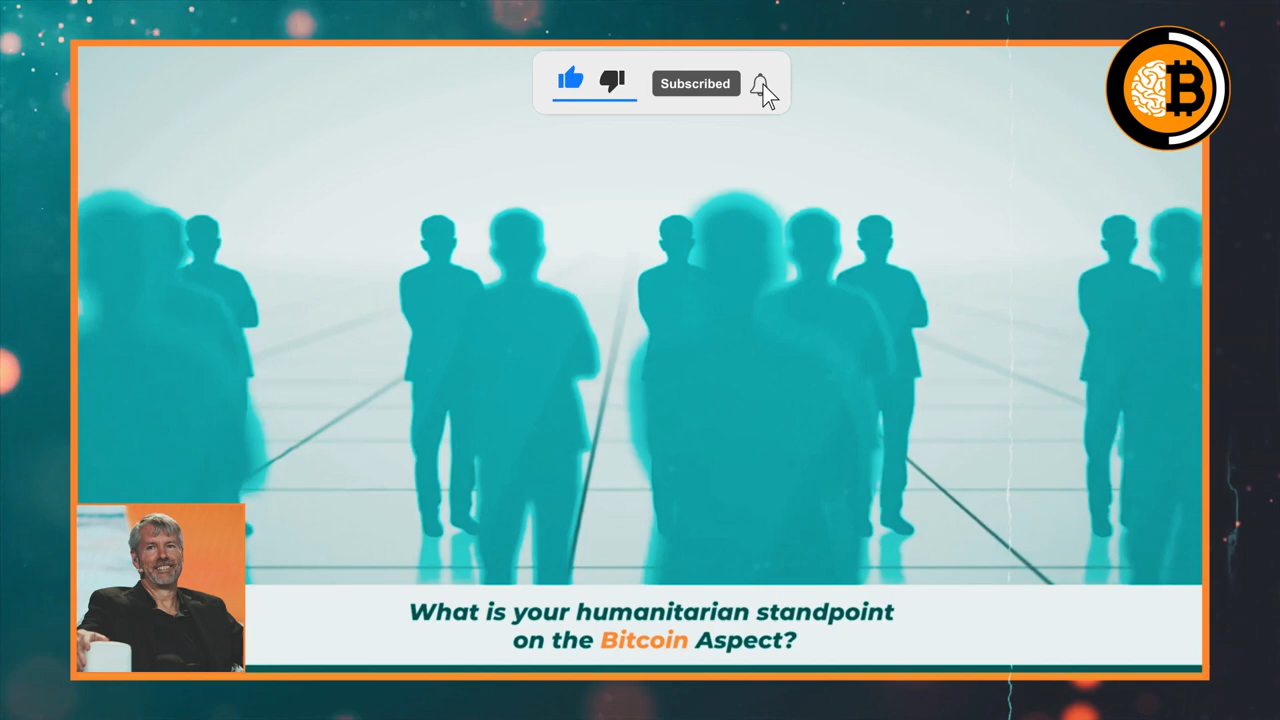 Subscribed
What is your humanitarian standpoint
on the Bitcoin Aspect?